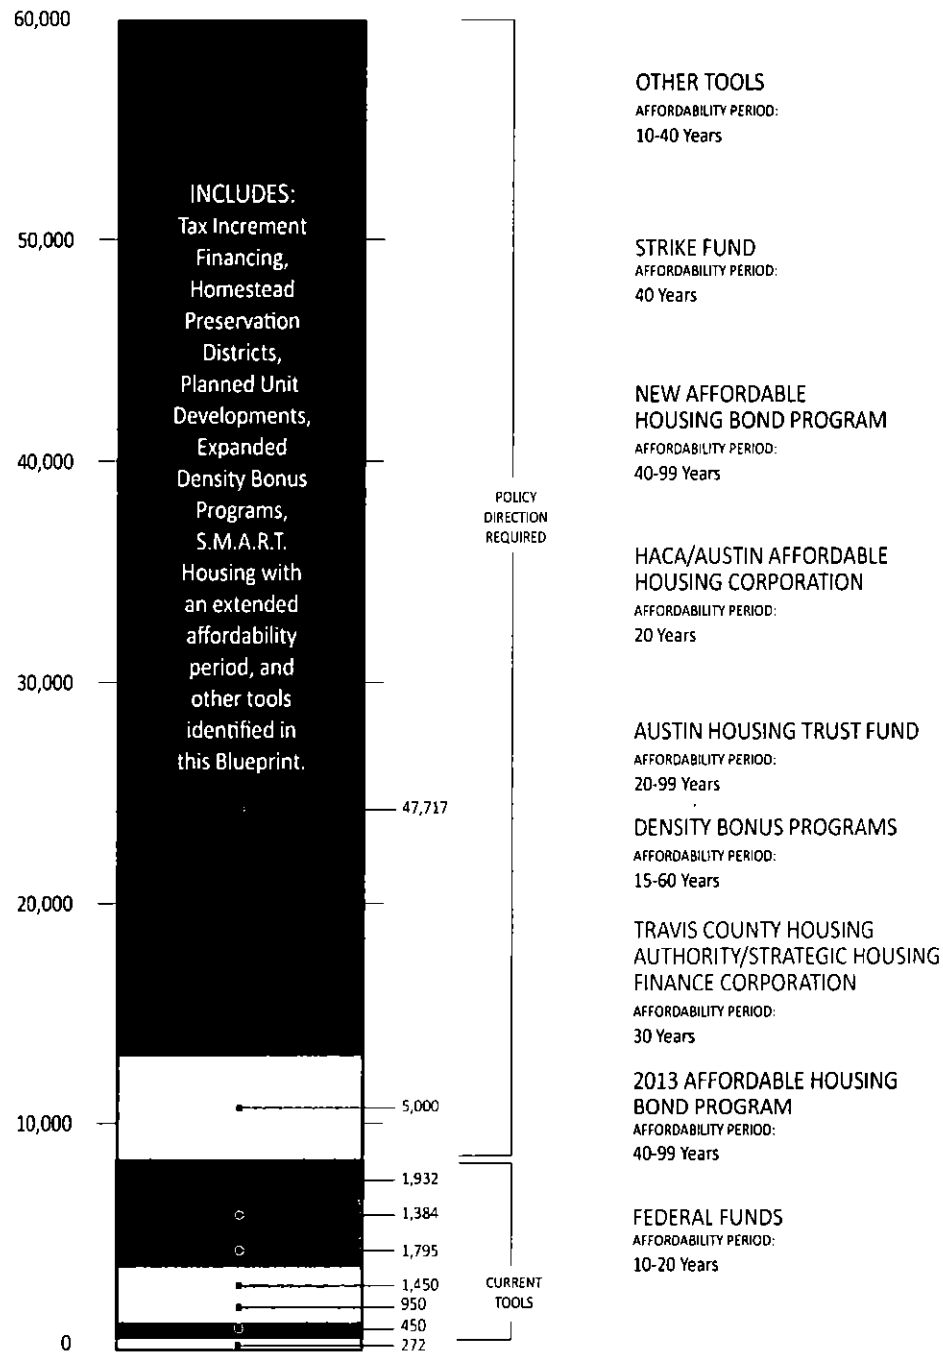 60,000
50,000
40,000
30,000
20,000
10,000
0
INCLUDES:
Tax Increment
Financing,
Homestead
Preservation
Districts,
Planned Unit
Developments,
Expanded
Density Bonus
Programs,
S.M.A.R.T.
Housing with
an extended
affordability
period, and
other tools
identified in
this Blueprint.
47,717
5,000
1,932
1,384
1,795
1,450
950
450
272
POLICY
DIRECTION
REQUIRED
CURRENT
TOOLS
OTHER TOOLS
AFFORDABILITY PERIOD:
10-40 Years
STRIKE FUND
AFFORDABILITY PERIOD:
40 Years
NEW AFFORDABLE
HOUSING BOND PROGRAM
AFFORDABILITY PERIOD:
40-99 Years
HACA/AUSTIN AFFORDABLE
HOUSING CORPORATION
AFFORDABILITY PERIOD:
20 Years
AUSTIN HOUSING TRUST FUND
AFFORDABILITY PERIOD:
20-99 Years
DENSITY BONUS PROGRAMS
AFFORDABILITY PERIOD:
15-60 Years
TRAVIS COUNTY HOUSING
AUTHORITY/STRATEGIC HOUSING
FINANCE CORPORATION
AFFORDABILITY PERIOD:
30 Years
2013 AFFORDABLE HOUSING
BOND PROGRAM
AFFORDABILITY PERIOD:
40-99 Years
FEDERAL FUNDS
AFFORDABILITY PERIOD:
10-20 Years